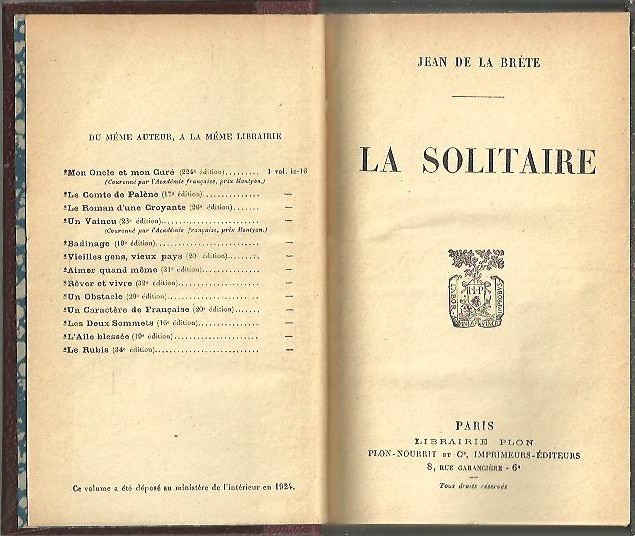 DU MÊME AUTEUR, A LA MÊME LIBRAIRIE
*Mon Oncle et mon Curé (224e édition)........ 1 vol. in-16
(Couronné par l'Académie française, prix Montyon.)
*Le Comte de Palène (17e édition).............. —
*Le Roman d'une Croyante (26e édition)....... —
*Un Vaincu (23e édition)....................... —
(Couronné par l'Académie française, prix Montyon.)
*Badinage (19e édition)........................ —
*Vieilles gens, vieux pays (20e édition)........ —
*Aimer quand même (31e édition).............. —
*Rêver et vivre (32e édition).................. —
*Un Obstacle (20e édition)..................... —
*Un Caractère de Française (20e édition)...... —
*Les Deux Sommets (16e édition).............. —
*L'Aile blessée (19e édition).................... —
*Le Rubis (34e édition)......................... —
Ce volume a été déposé au ministère de l'intérieur en 1924.
JEAN DE LA BRÈTE
LA SOLITAIRE
LABOR
OMNIA VINCIT
IMPROBVS
H·P
PARIS
LIBRAIRIE PLON
PLON-NOURRIT ET Cie, IMPRIMEURS-ÉDITEURS
8, RUE GARANCIÈRE - 6e
Tous droits réservés